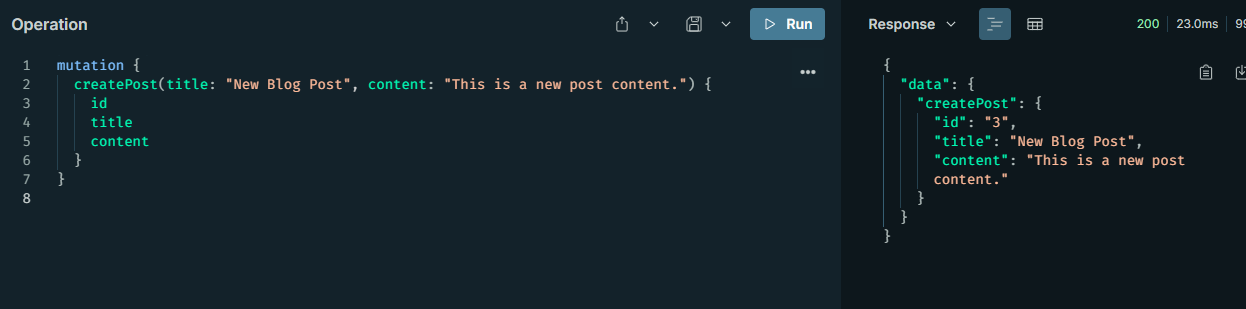 Operation
Run
1 mutation {
2 createPost(title: "New Blog Post", content: "This is a new post content.") {
3 id
4 title
5 content
6 }
7 }
8
Response
200 23.0ms
{
"data": {
"createPost": {
"id": "3",
"title": "New Blog Post",
"content": "This is a new post
content."
}
}
}